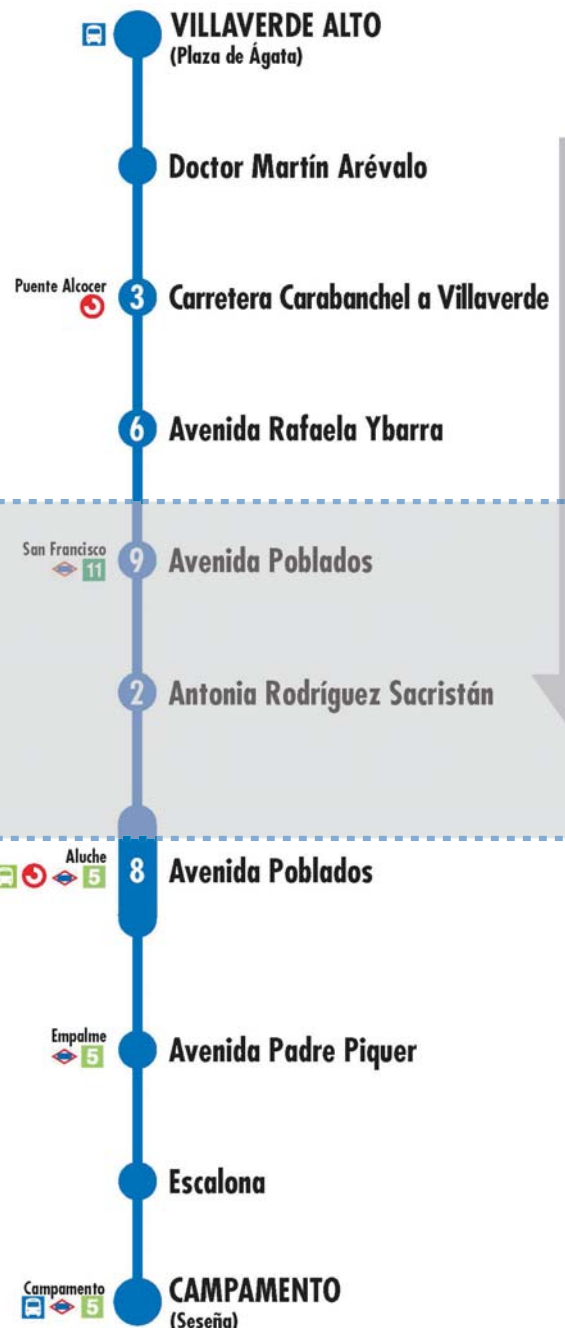 VILLAVERDE ALTO
(Plaza de Ágata)
Doctor Martín Arévalo
Puente Alcocer
3 Carretera Carabanchel a Villaverde
6 Avenida Rafaela Ybarra
San Francisco
11
9 Avenida Poblados
2 Antonia Rodríguez Sacristán
Aluche
5
8 Avenida Poblados
Empalme
5
Avenida Padre Piquer
Escalona
Campamento
5
CAMPAMENTO
(Seseña)